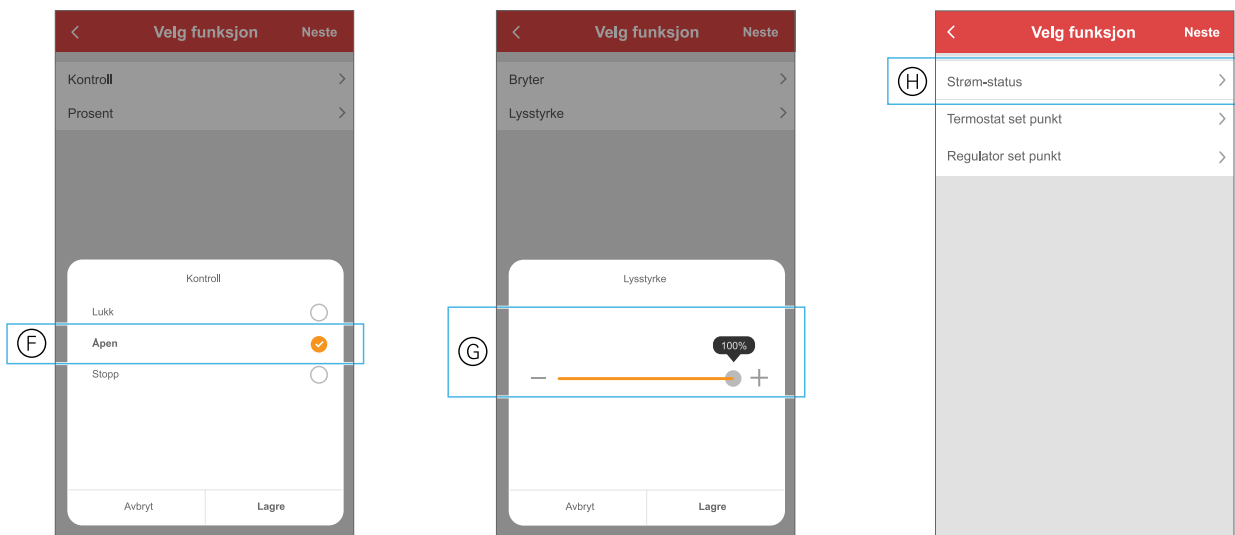 Velg funksjon Neste
Kontroll
Prosent
Kontroll
Lukk
F
Åpen
Stopp
Avbryt Lagre
Velg funksjon Neste
Bryter
Lysstyrke
Lysstyrke
G
100%
Avbryt Lagre
Velg funksjon Neste
H
Strøm-status
Termostat set punkt
Regulator set punkt